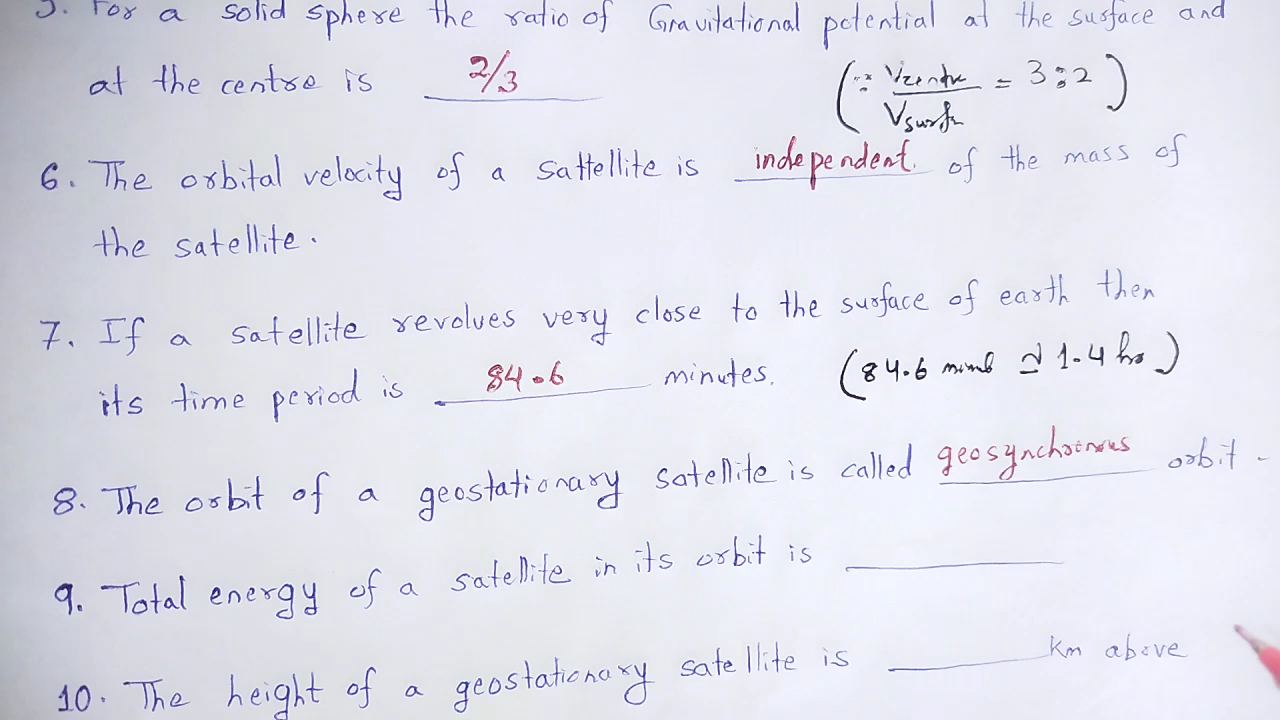 5. For a solid sphere the ratio of Gravitational potential at the surface and
at the centre is 2/3 (∵ Vcentre/Vsurfc = 3:2)
6. The orbital velocity of a sattellite is independent. of the mass of
the satellite.
7. If a satellite revolves very close to the surface of earth then
its time period is 84.6 minutes. (84.6 mins ≃ 1.4 hrs)
8. The orbit of a geostationary satellite is called geosynchronous orbit.
9. Total energy of a satellite in its orbit is ______
10. The height of a geostationary satellite is ______ km above